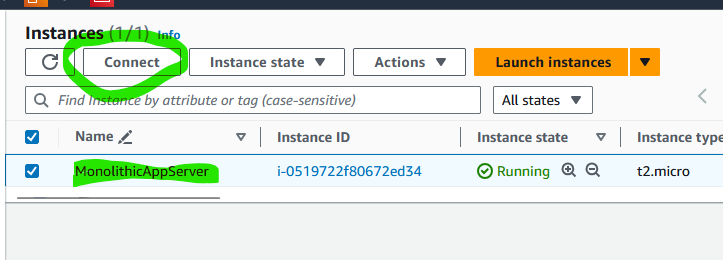 Instances (1/1) Info
Connect Instance state Actions Launch instances
Find Instance by attribute or tag (case-sensitive) All states
Name Instance ID Instance state Instance type
MonolithicAppServer i-0519722f80672ed34 Running t2.micro